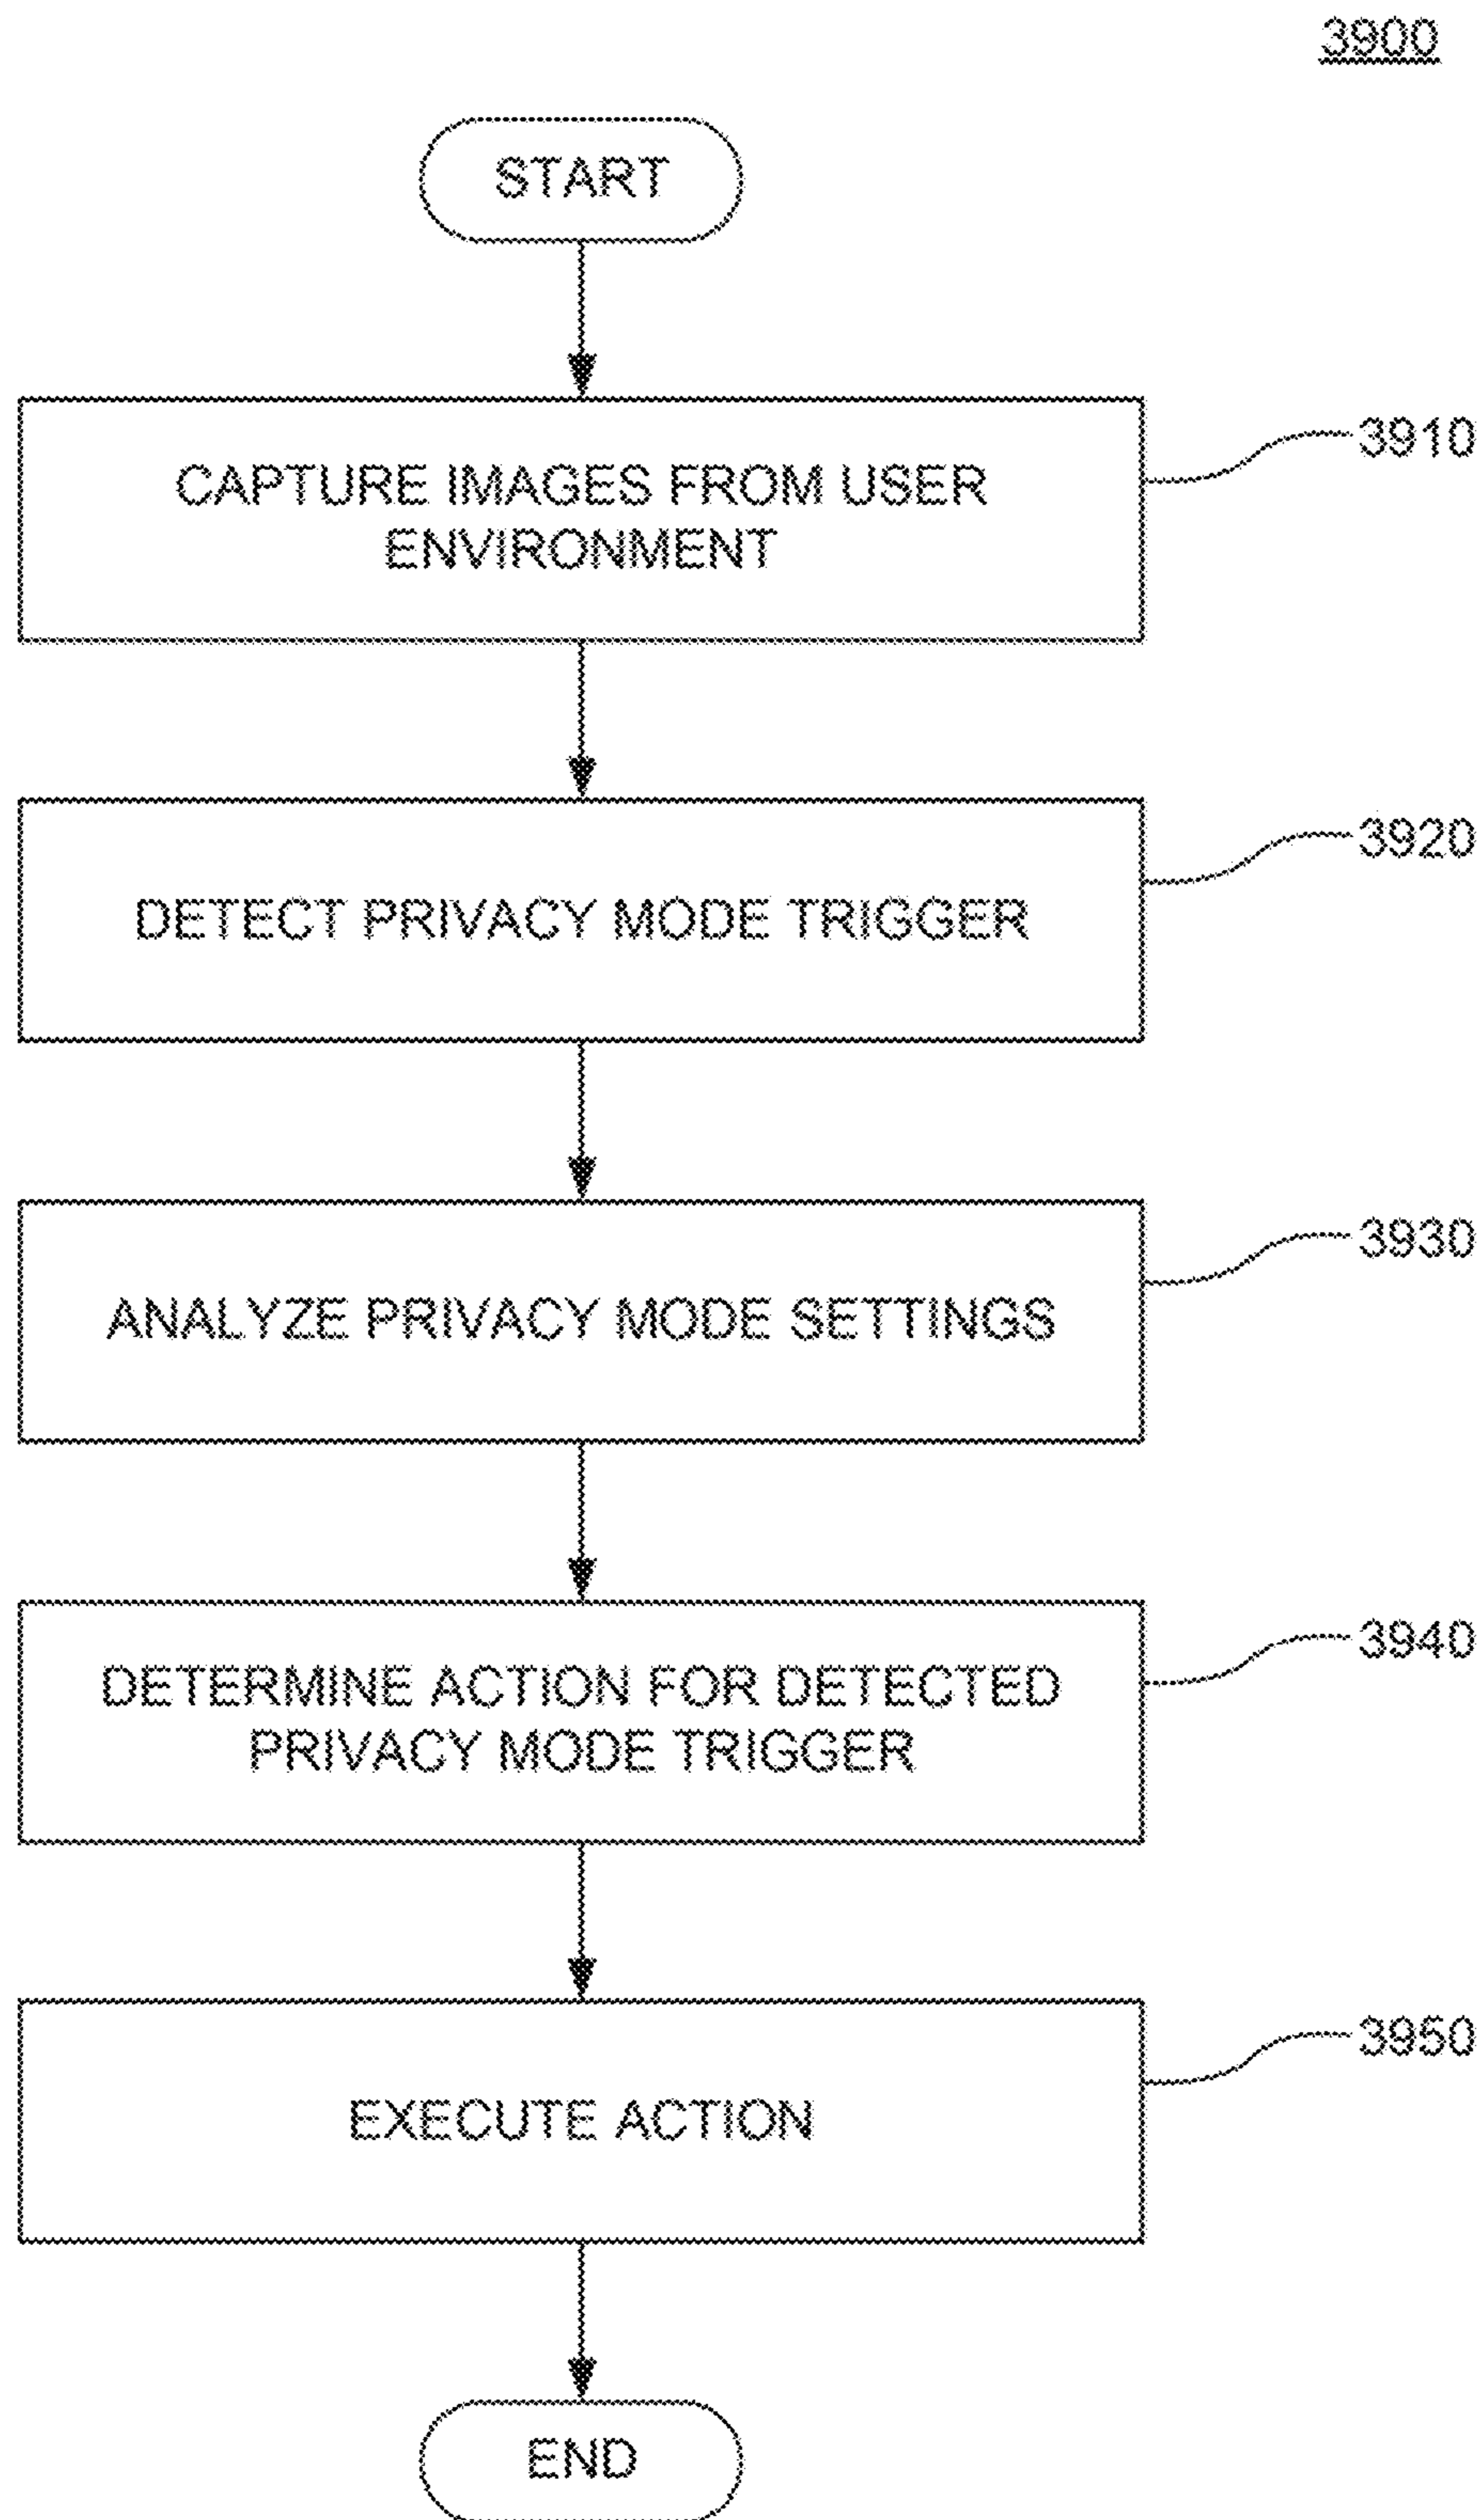 3900
START
CAPTURE IMAGES FROM USER
ENVIRONMENT
3910
DETECT PRIVACY MODE TRIGGER
3920
ANALYZE PRIVACY MODE SETTINGS
3930
DETERMINE ACTION FOR DETECTED
PRIVACY MODE TRIGGER
3940
EXECUTE ACTION
3950
END